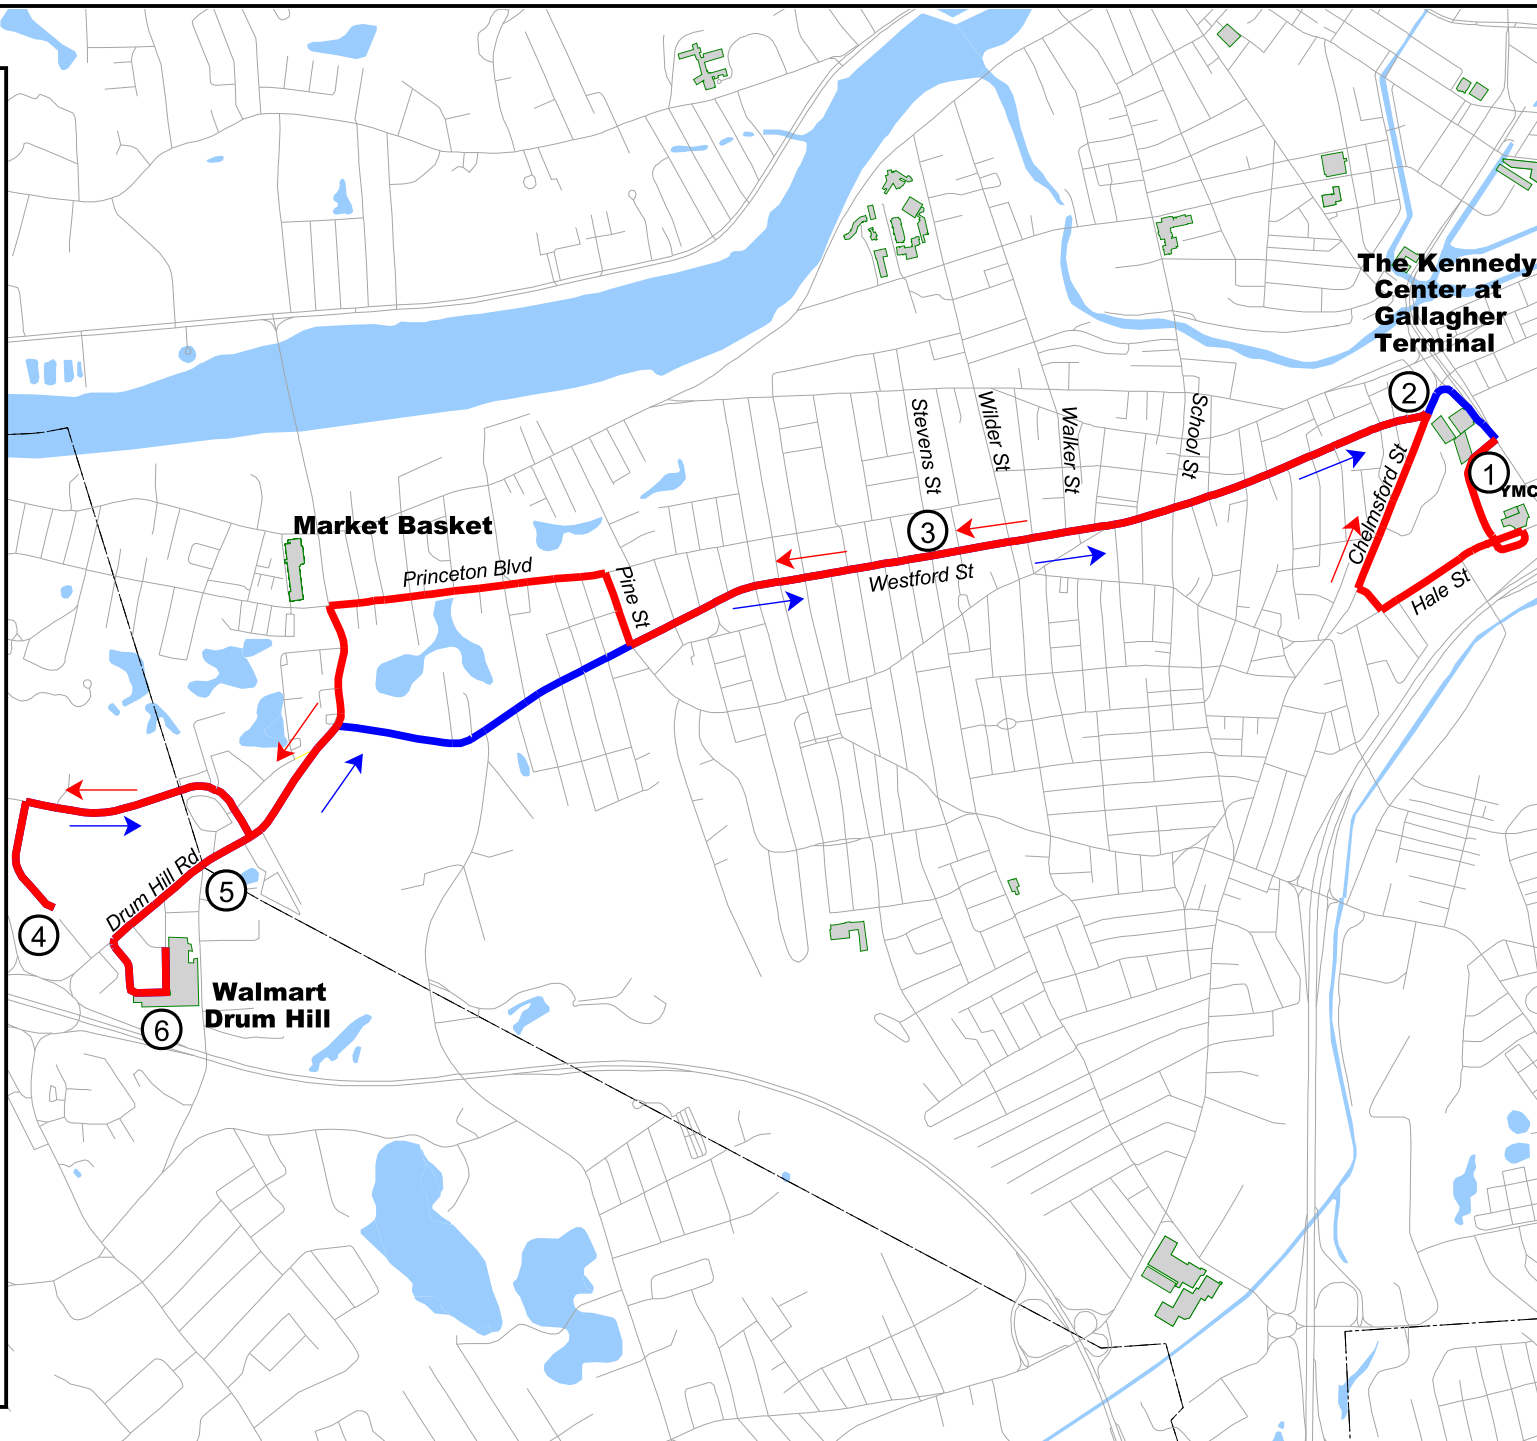 The Kennedy
Center at
Gallagher
Terminal
2
Stevens St
Wilder St
Walker St
School St
Chelmsford St
1
YMC
Market Basket
3
Princeton Blvd
Pine St
Westford St
Hale St
Drum Hill Rd
5
4
Walmart
Drum Hill
6